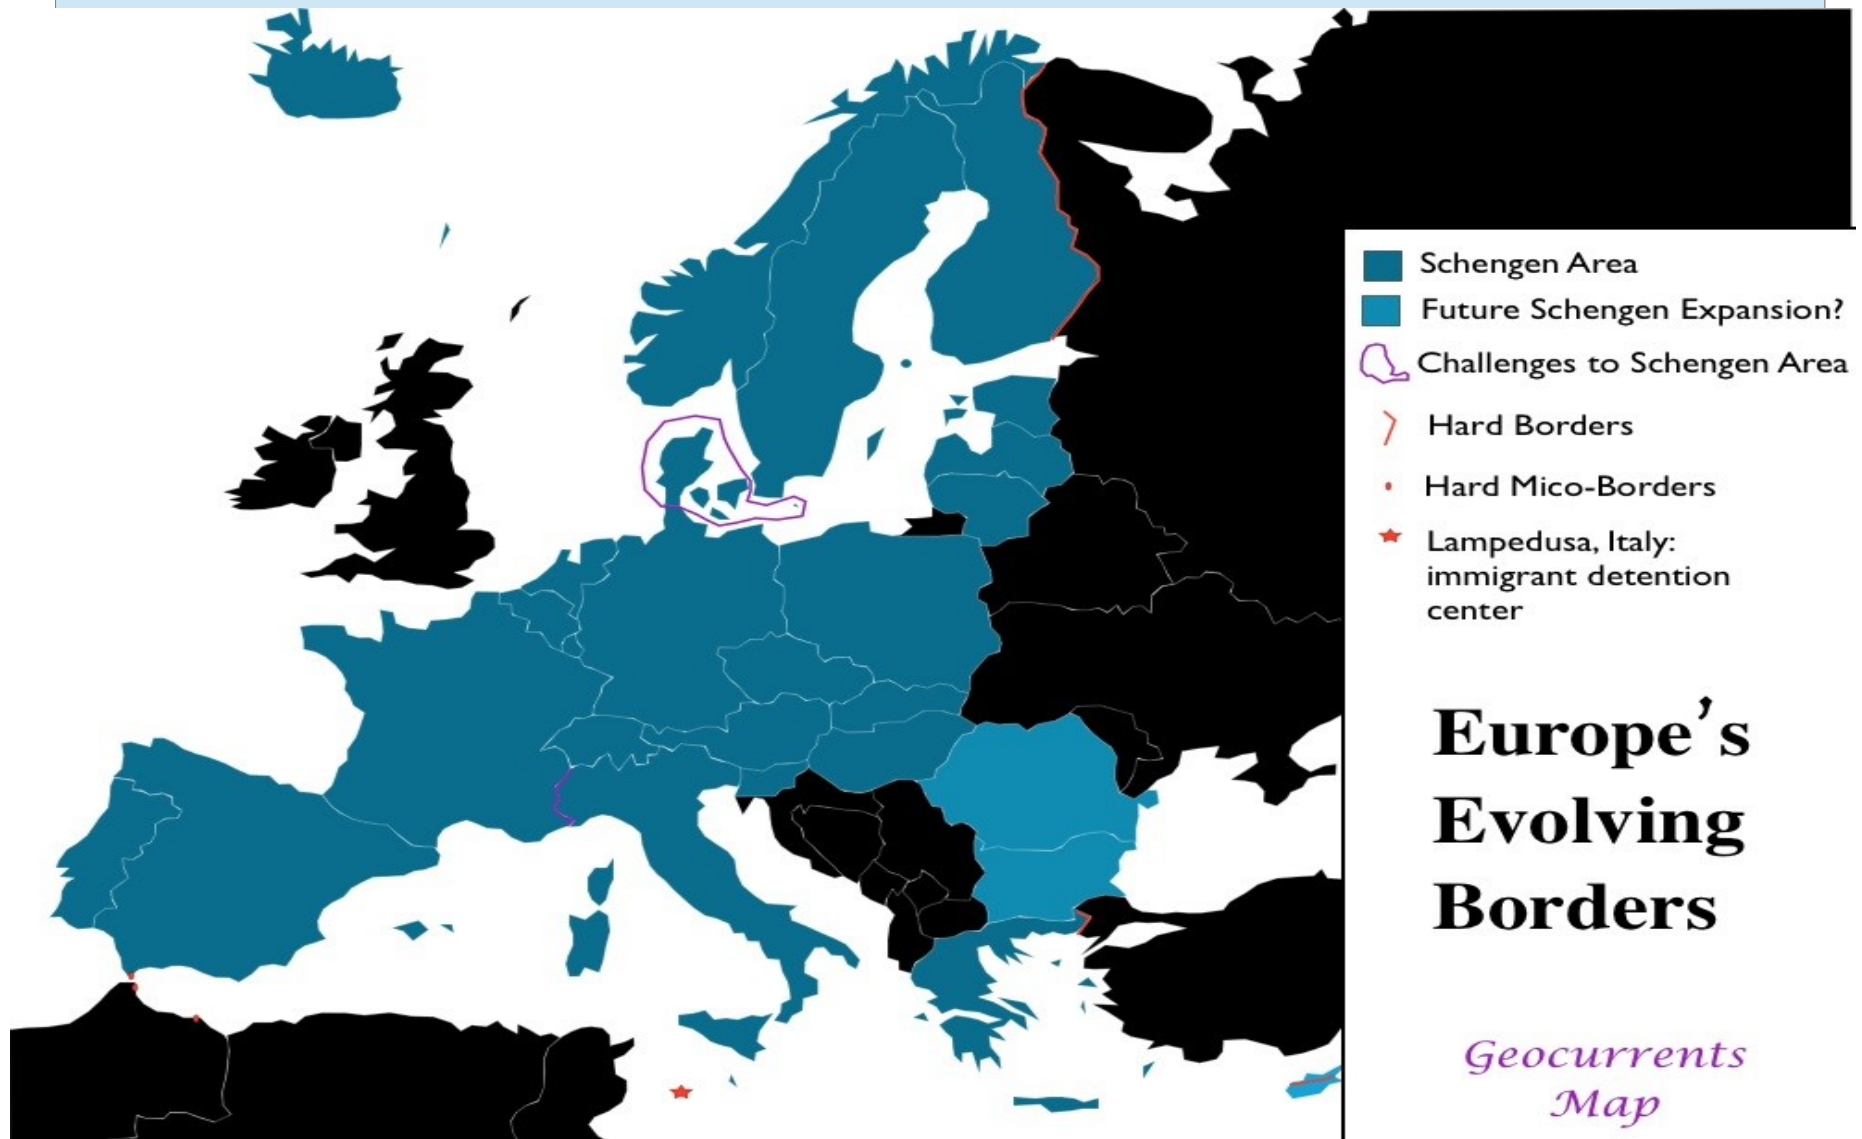 Schengen Area
Future Schengen Expansion?
Challenges to Schengen Area
Hard Borders
Hard Mico-Borders
Lampedusa, Italy:
immigrant detention
center
Europe's
Evolving
Borders
Geocurrents
Map